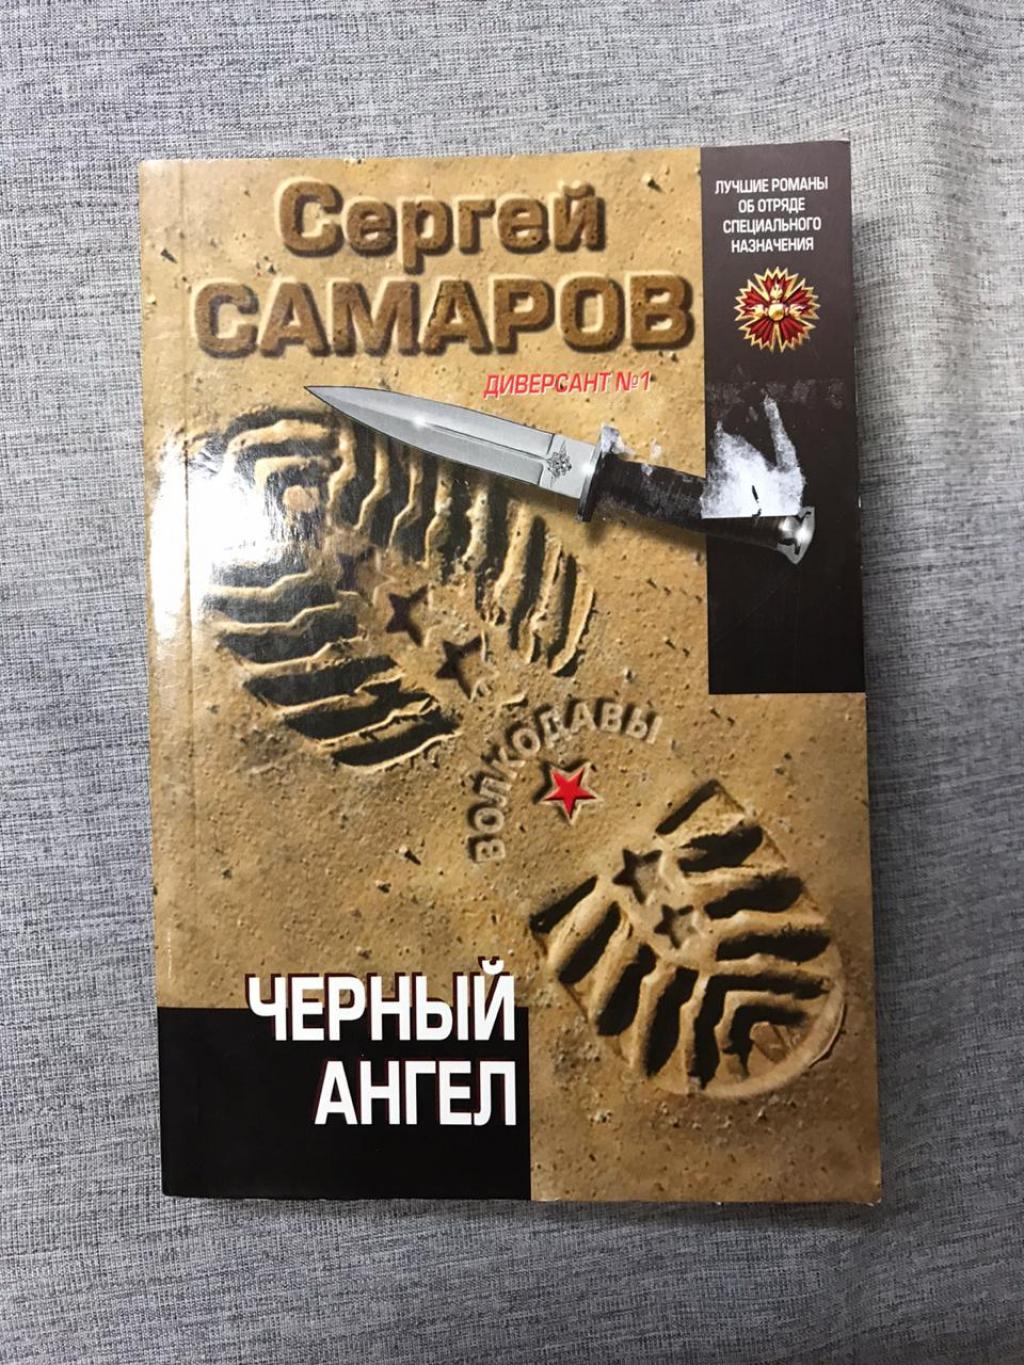 Сергей
САМАРОВ
ДИВЕРСАНТ №1
ЛУЧШИЕ РОМАНЫ
ОБ ОТРЯДЕ
СПЕЦИАЛЬНОГО
НАЗНАЧЕНИЯ
ВОЛКОДАВЫ
ЧЕРНЫЙ
АНГЕЛ